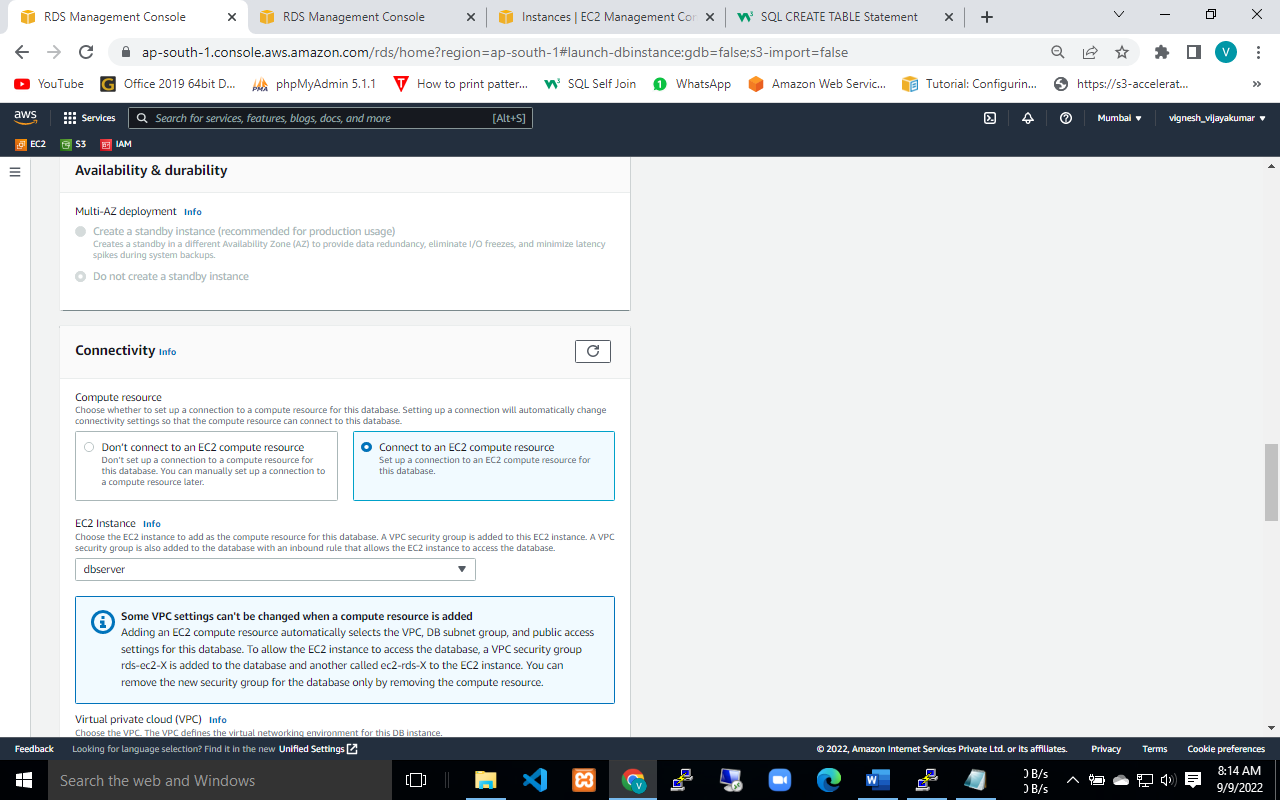 RDS Management Console
RDS Management Console
Instances | EC2 Management Con
SQL CREATE TABLE Statement
ap-south-1.console.aws.amazon.com/rds/home?region=ap-south-1#launch-dbinstance:gdb=false;s3-import=false
V
YouTube
Office 2019 64bit D...
phpMyAdmin 5.1.1
How to print patter...
SQL Self Join
WhatsApp
Amazon Web Servic...
Tutorial: Configurin...
https://s3-accelerat...
»
aws
Services
Search for services, features, blogs, docs, and more
[Alt+S]
Mumbai
vignesh_vijayakumar
EC2
S3
IAM
Availability & durability
Multi-AZ deployment Info
Create a standby instance (recommended for production usage)
Creates a standby in a different Availability Zone (AZ) to provide data redundancy, eliminate I/O freezes, and minimize latency
spikes during system backups.
Do not create a standby instance
Connectivity Info
Compute resource
Choose whether to set up a connection to a compute resource for this database. Setting up a connection will automatically change
connectivity settings so that the compute resource can connect to this database.
Don't connect to an EC2 compute resource
Don't set up a connection to a compute resource for
this database. You can manually set up a connection to
a compute resource later.
Connect to an EC2 compute resource
Set up a connection to an EC2 compute resource for
this database.
EC2 Instance Info
Choose the EC2 instance to add as the compute resource for this database. A VPC security group is added to this EC2 instance. A VPC
security group is also added to the database with an inbound rule that allows the EC2 instance to access the database.
dbserver
Some VPC settings can't be changed when a compute resource is added
Adding an EC2 compute resource automatically selects the VPC, DB subnet group, and public access
settings for this database. To allow the EC2 instance to access the database, a VPC security group
rds-ec2-X is added to the database and another called ec2-rds-X to the EC2 instance. You can
remove the new security group for the database only by removing the compute resource.
Virtual private cloud (VPC) Info
Choose the VPC. The VPC defines the virtual networking environment for this DB instance.
Feedback
Looking for language selection? Find it in the new Unified Settings
© 2022, Amazon Internet Services Private Ltd. or its affiliates.
Privacy
Terms
Cookie preferences
Search the web and Windows
0 B/s
0 B/s
8:14 AM
9/9/2022